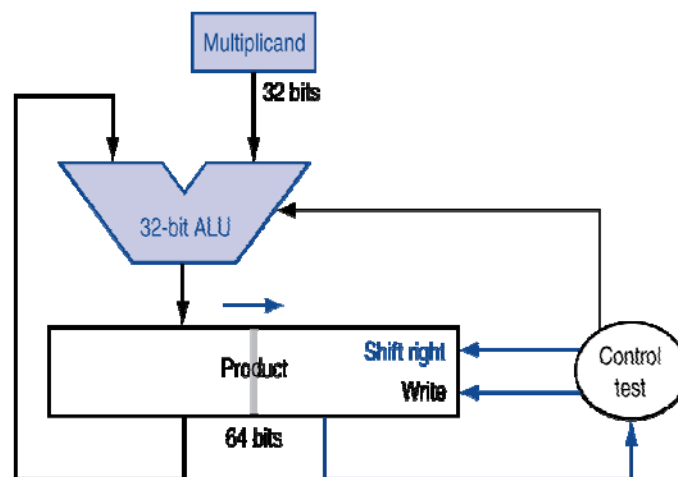 Multiplicand
32 bits
32-bit ALU
Product
Shift right
Write
64 bits
Control
test